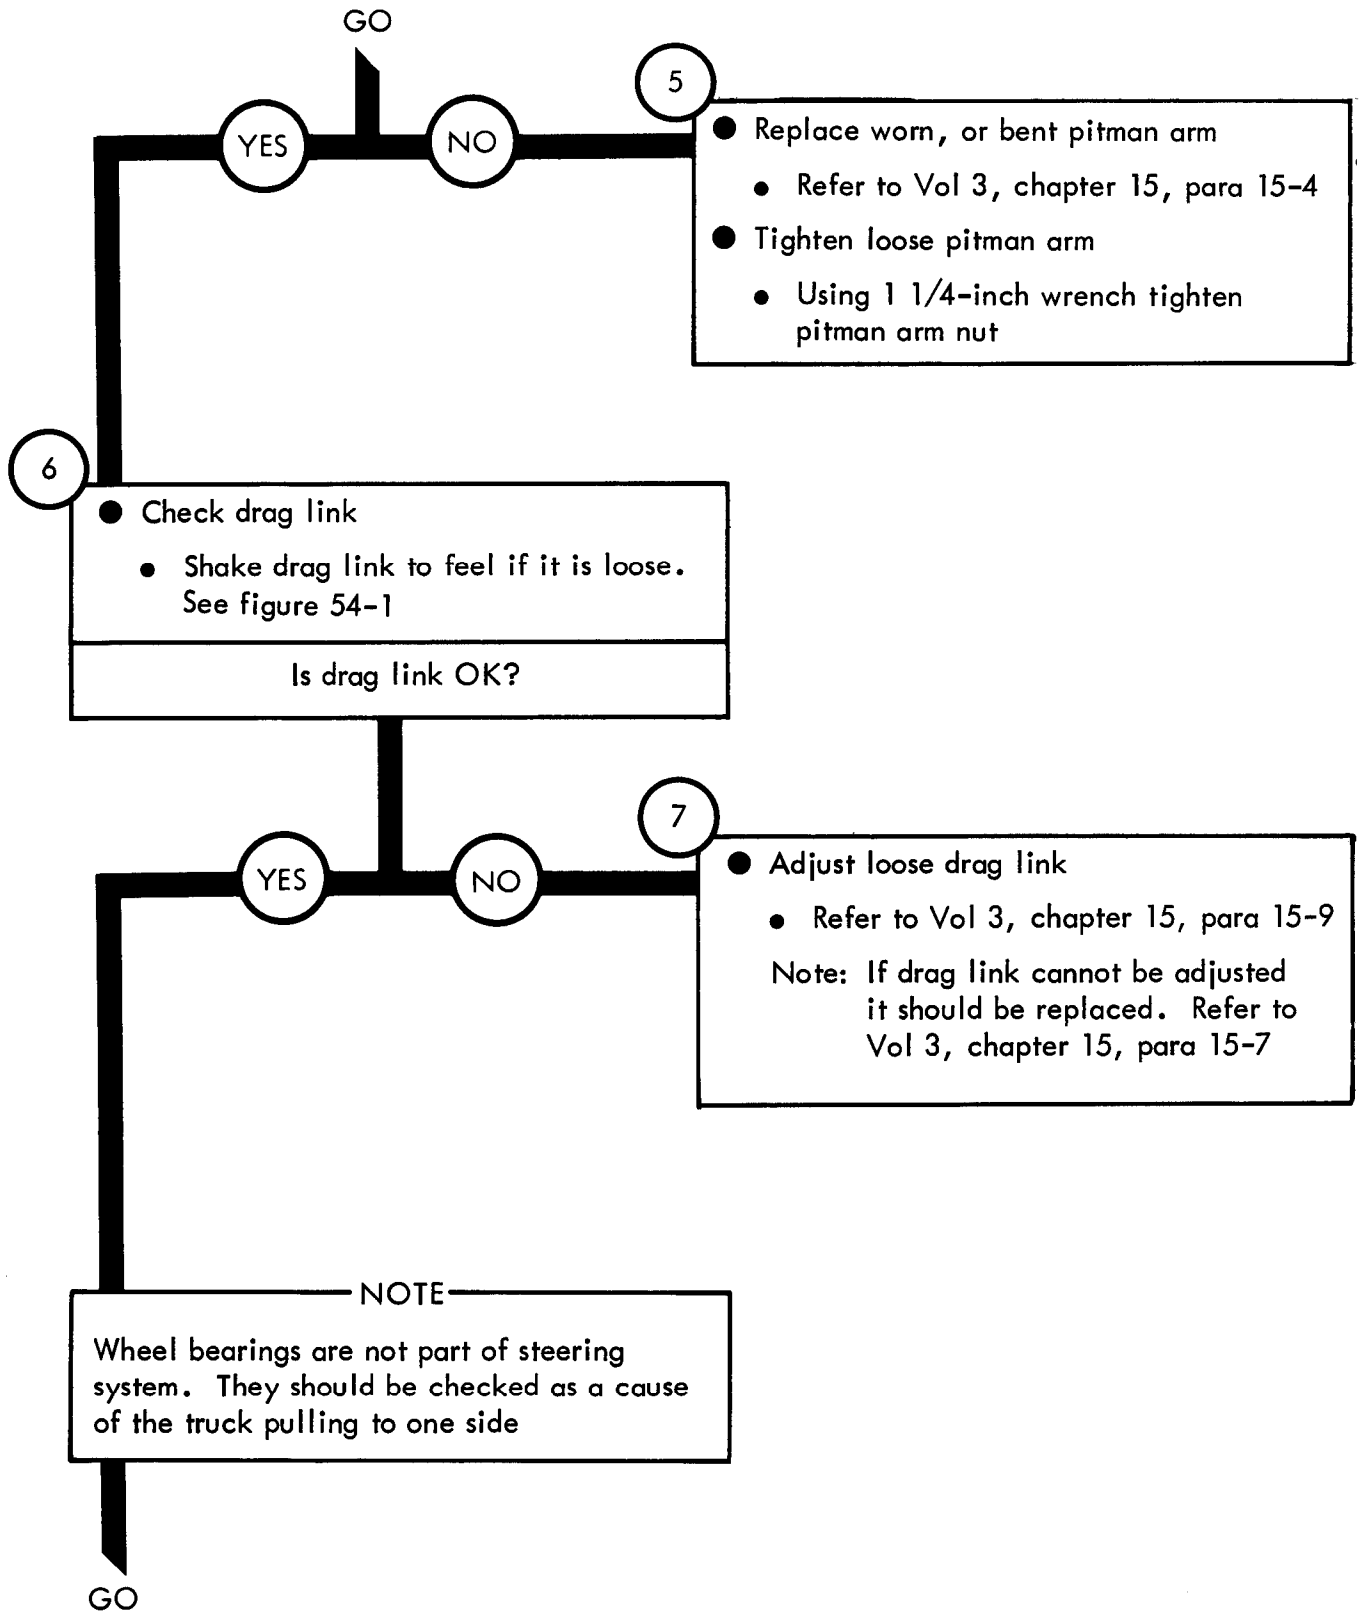 GO
YES
NO
5
● Replace worn, or bent pitman arm
● Refer to Vol 3, chapter 15, para 15-4
● Tighten loose pitman arm
● Using 1 1/4-inch wrench tighten
pitman arm nut
6
● Check drag link
● Shake drag link to feel if it is loose.
See figure 54-1
Is drag link OK?
YES
NO
7
● Adjust loose drag link
● Refer to Vol 3, chapter 15, para 15-9
Note: If drag link cannot be adjusted
it should be replaced. Refer to
Vol 3, chapter 15, para 15-7
NOTE
Wheel bearings are not part of steering
system. They should be checked as a cause
of the truck pulling to one side
GO